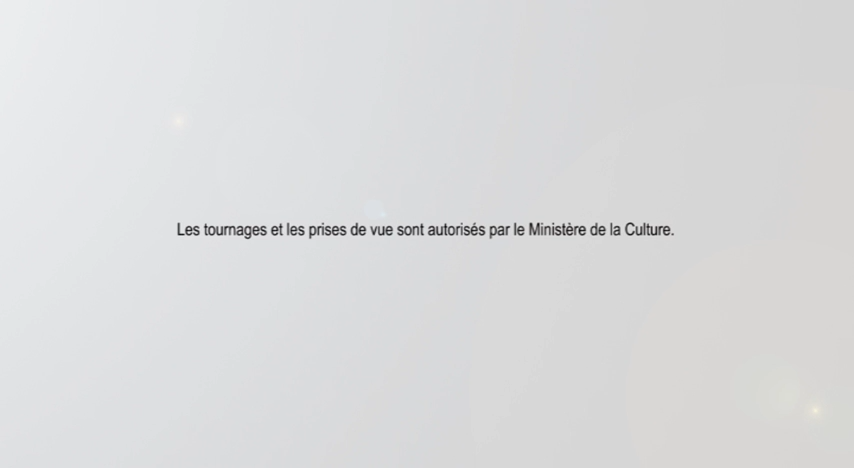 Les tournages et les prises de vue sont autorisés par le Ministère de la Culture.